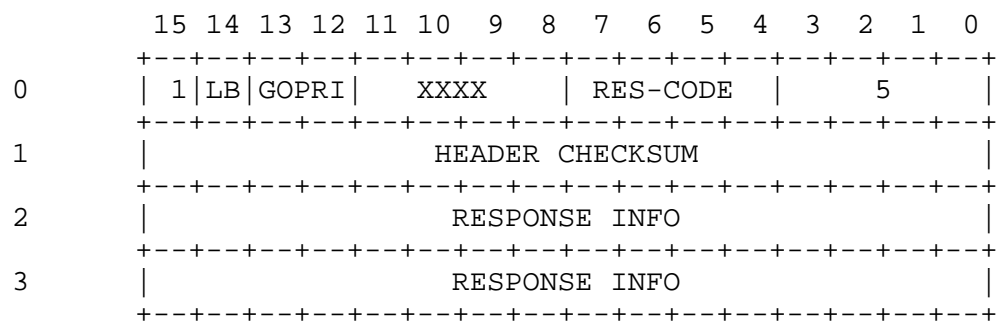 15 14 13 12 11 10  9  8  7  6  5  4  3  2  1  0
        +--+--+--+--+--+--+--+--+--+--+--+--+--+--+--+--+
0       | 1|LB|GOPRI|   XXXX    | RES-CODE  |     5     |
        +--+--+--+--+--+--+--+--+--+--+--+--+--+--+--+--+
1       |                HEADER CHECKSUM                |
        +--+--+--+--+--+--+--+--+--+--+--+--+--+--+--+--+
2       |                 RESPONSE INFO                 |
        +--+--+--+--+--+--+--+--+--+--+--+--+--+--+--+--+
3       |                 RESPONSE INFO                 |
        +--+--+--+--+--+--+--+--+--+--+--+--+--+--+--+--+